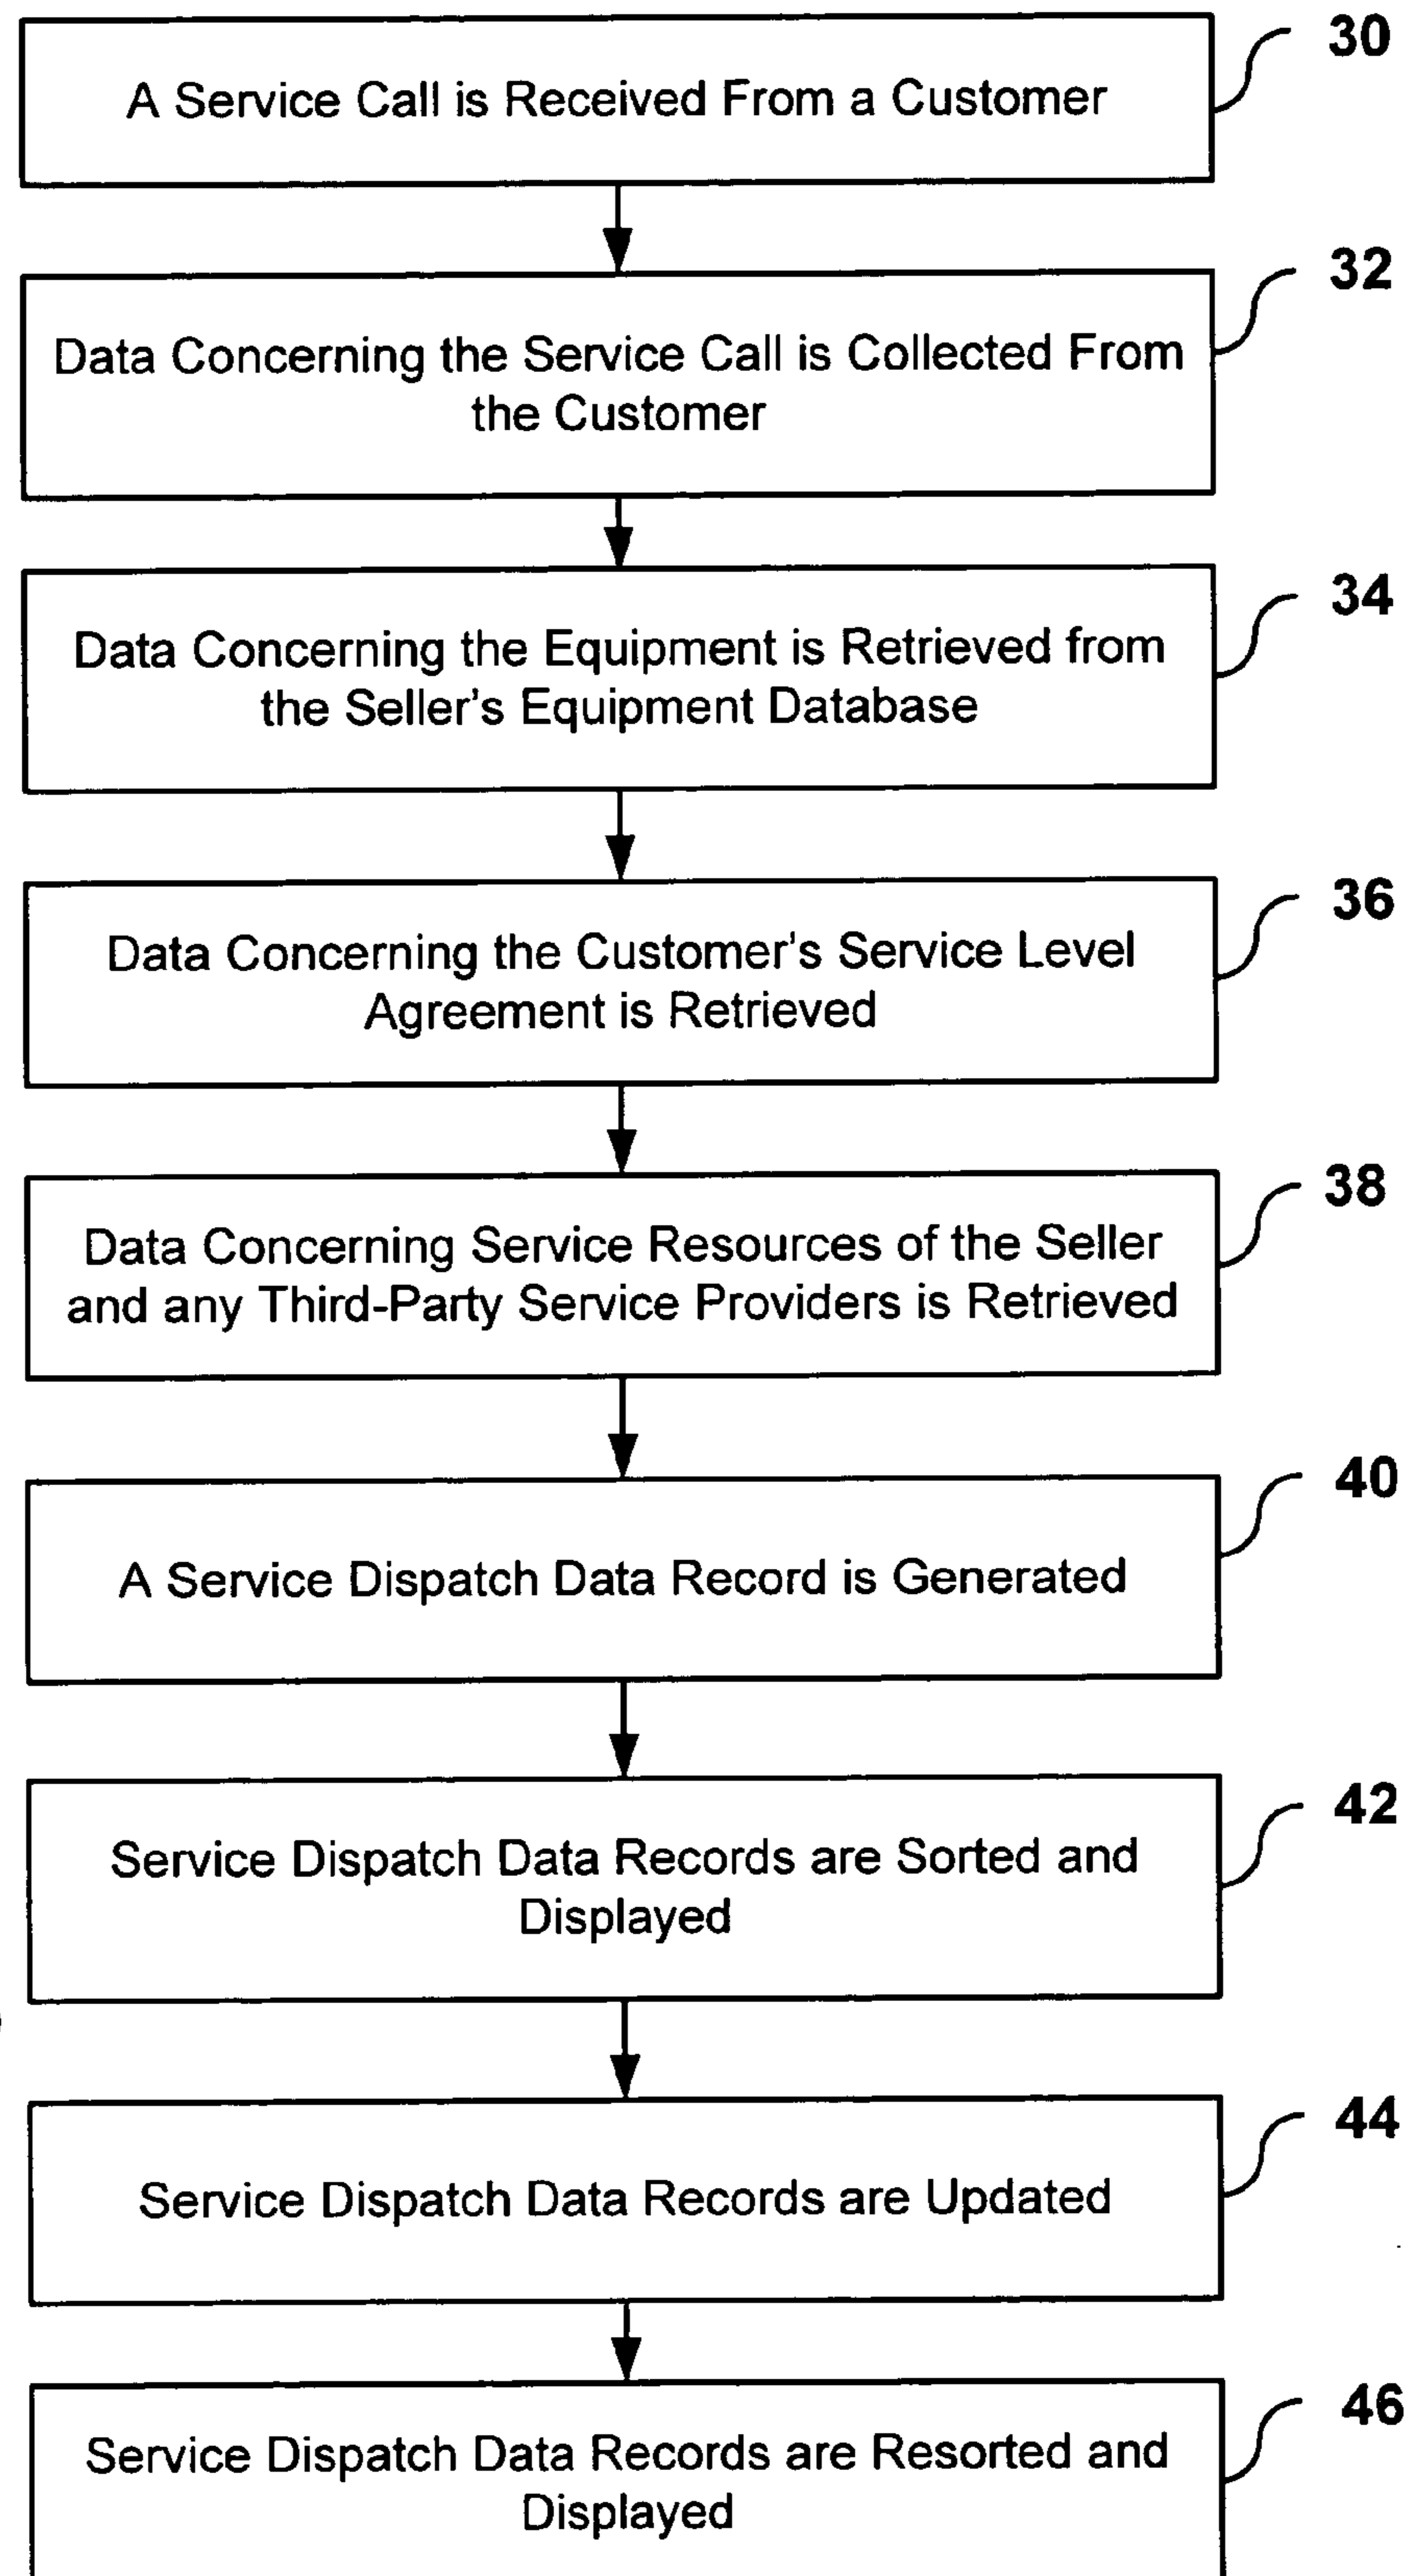 30
A Service Call is Received From a Customer
32
Data Concerning the Service Call is Collected From
the Customer
34
Data Concerning the Equipment is Retrieved from
the Seller's Equipment Database
36
Data Concerning the Customer's Service Level
Agreement is Retrieved
38
Data Concerning Service Resources of the Seller
and any Third-Party Service Providers is Retrieved
40
A Service Dispatch Data Record is Generated
42
Service Dispatch Data Records are Sorted and
Displayed
44
Service Dispatch Data Records are Updated
46
Service Dispatch Data Records are Resorted and
Displayed